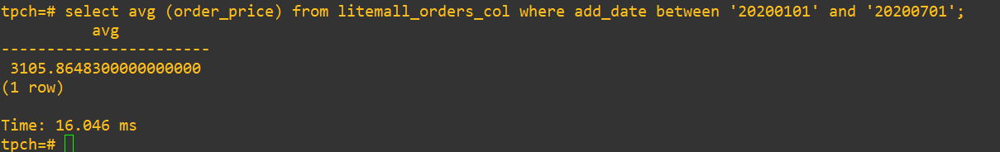 tpch=# select avg (order_price) from litemall_orders_col where add_date between '20200101' and '20200701';
avg
-----------------------
3105.8648300000000000
(1 row)
Time: 16.046 ms
tpch=#